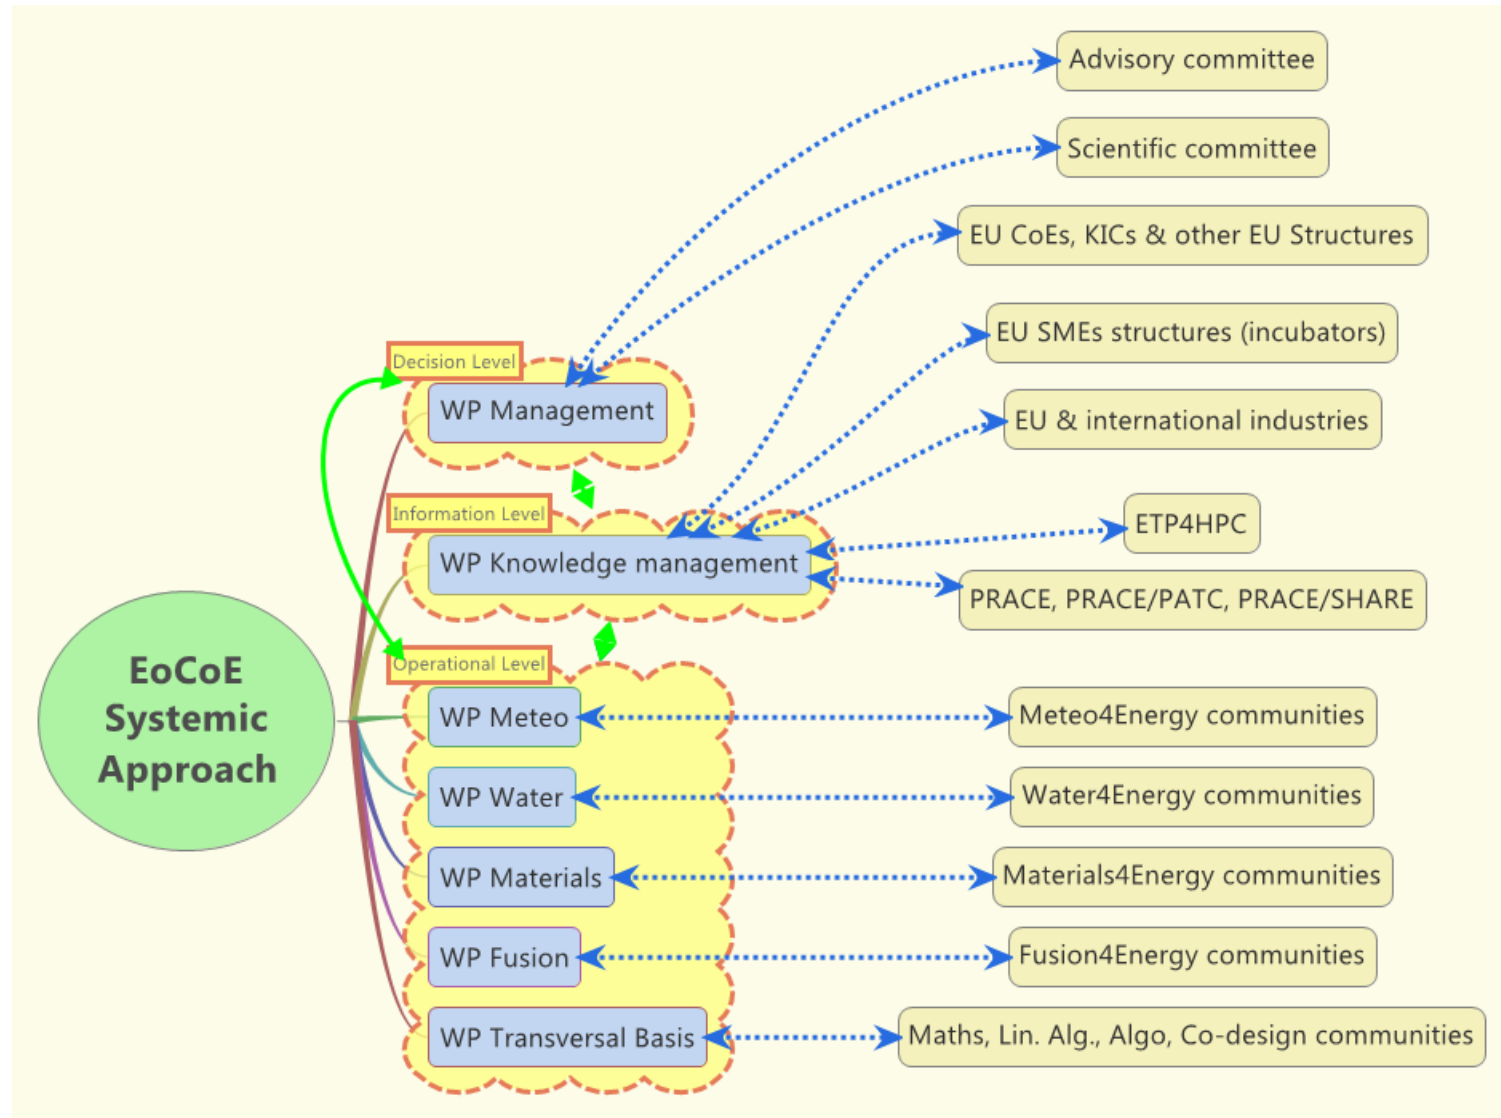 Advisory committee
Scientific committee
EU CoEs, KICs & other EU Structures
EU SMEs structures (incubators)
EU & international industries
ETP4HPC
PRACE, PRACE/PATC, PRACE/SHARE
Decision Level
WP Management
Information Level
WP Knowledge management
EoCoE
Systemic
Approach
Operational Level
WP Meteo
Meteo4Energy communities
WP Water
Water4Energy communities
WP Materials
Materials4Energy communities
WP Fusion
Fusion4Energy communities
WP Transversal Basis
Maths, Lin. Alg., Algo, Co-design communities